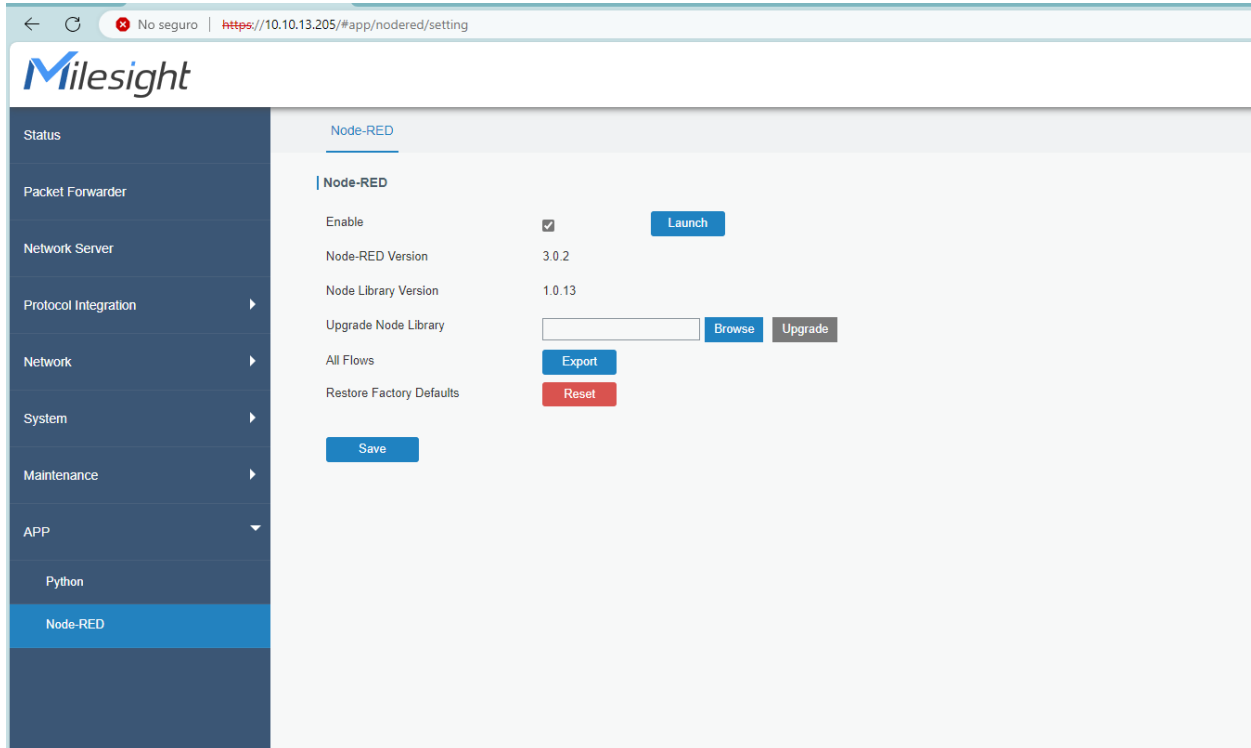 No seguro https://10.10.13.205/#app/nodered/setting
Milesight
Status
Packet Forwarder
Network Server
Protocol Integration
Network
System
Maintenance
APP
Python
Node-RED
Node-RED
Node-RED
Enable Launch
Node-RED Version 3.0.2
Node Library Version 1.0.13
Upgrade Node Library Browse Upgrade
All Flows Export
Restore Factory Defaults Reset
Save